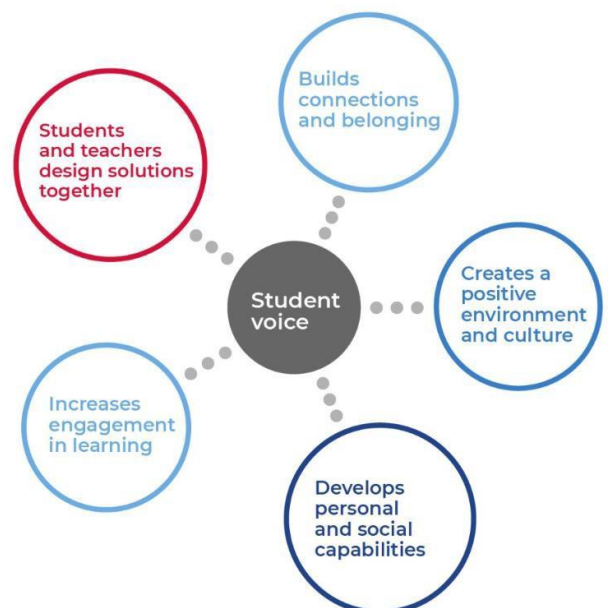 Builds
connections
and belonging
Students
and teachers
design solutions
together
Creates a
positive
environment
and culture
Student
voice
Increases
engagement
in learning
Develops
personal
and social
capabilities